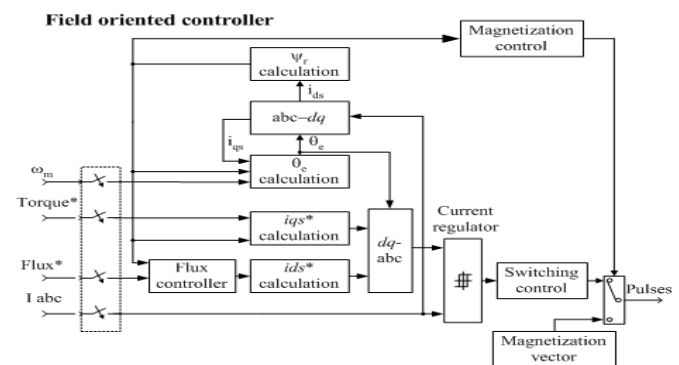 Field oriented controller
Magnetization
control
Ψr
calculation
ids
abc–dq
iqs
θe
θe
calculation
ωm
Torque*
iqs*
calculation
Current
regulator
dq-
abc
Flux*
Flux
controller
ids*
calculation
Switching
control
Pulses
I abc
Magnetization
vector